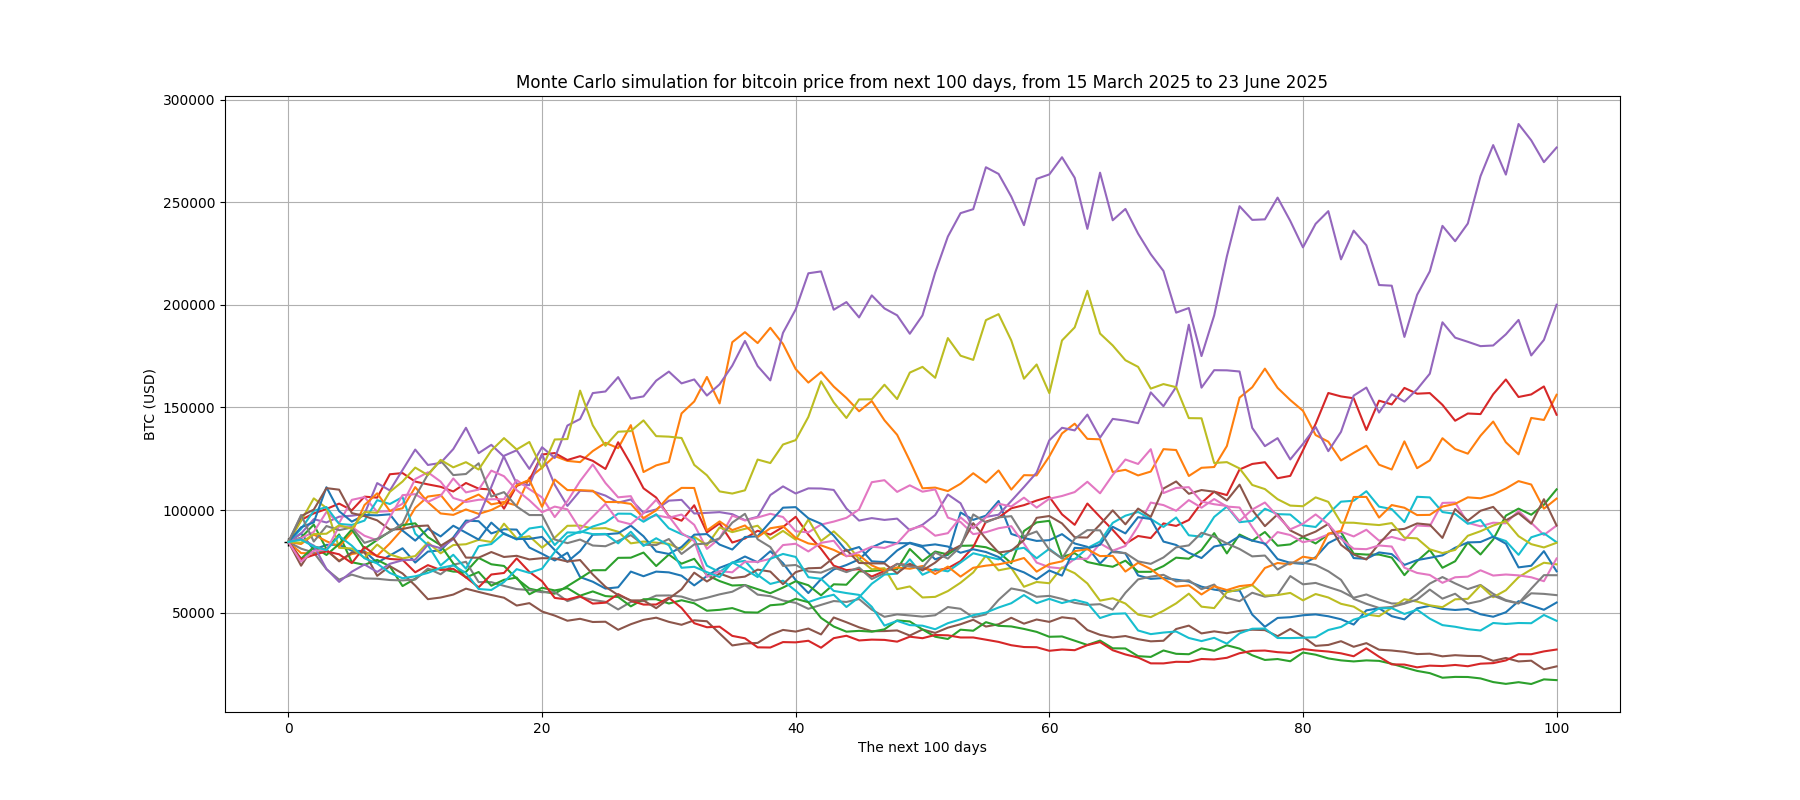 Monte Carlo simulation for bitcoin price from next 100 days, from 15 March 2025 to 23 June 2025
300000
250000
200000
150000
100000
50000
BTC (USD)
0 20 40 60 80 100
The next 100 days